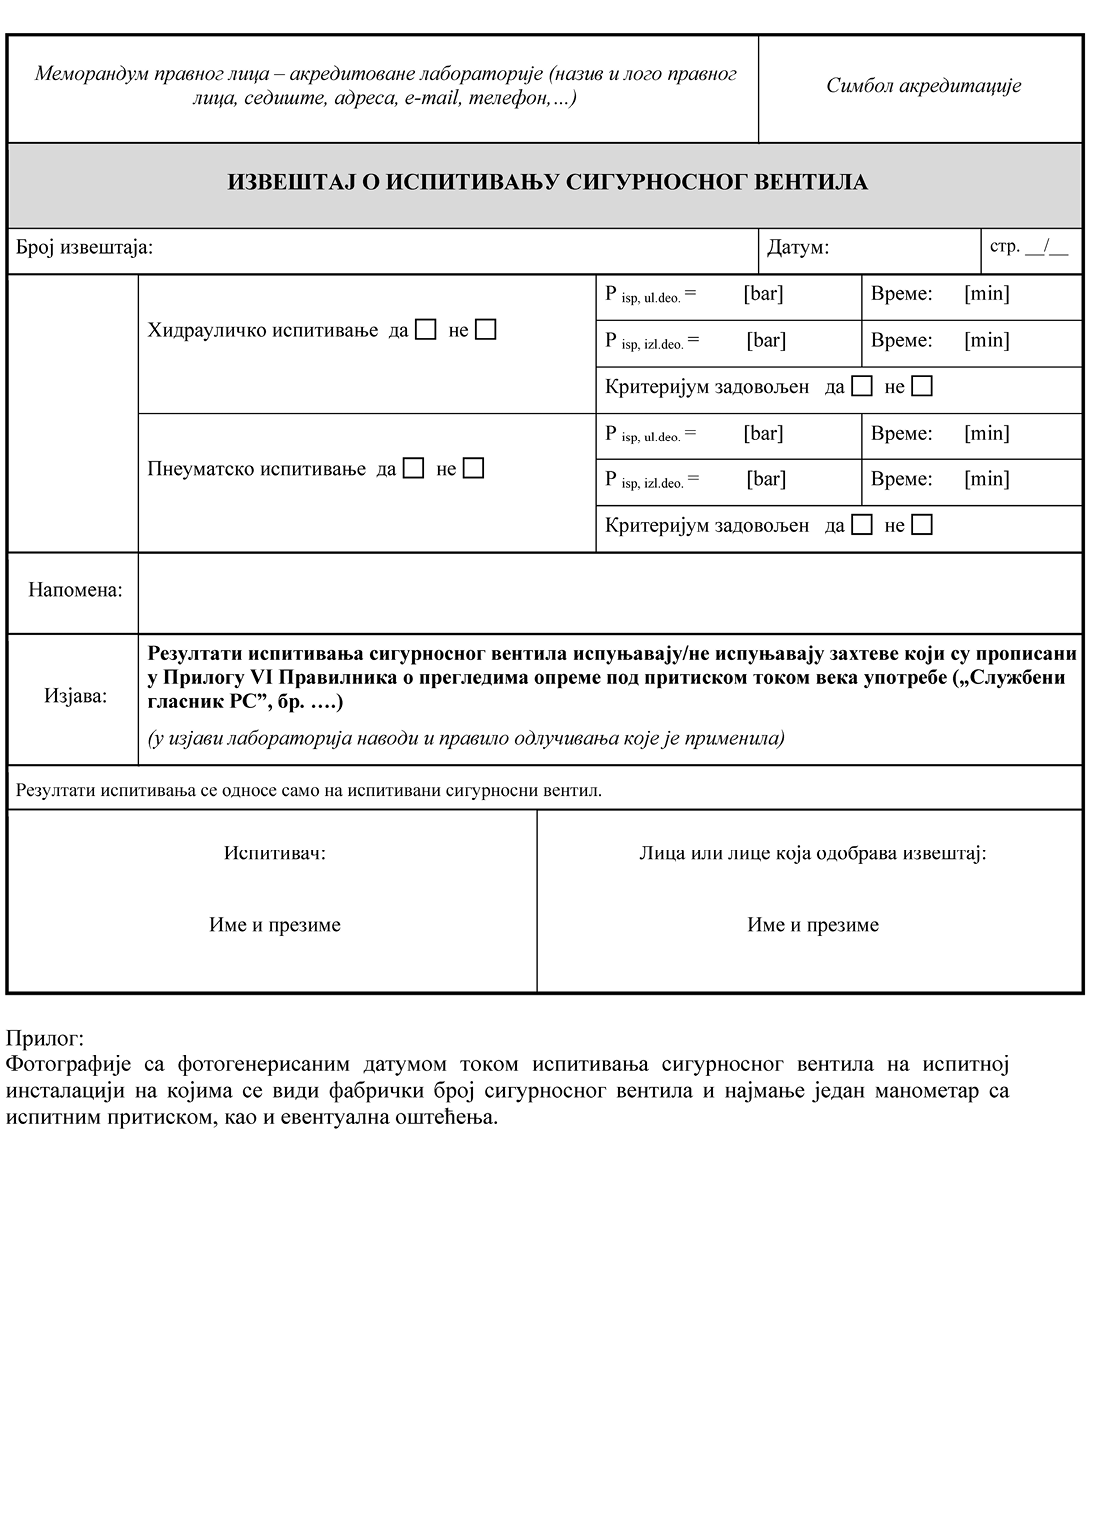 Меморандум правног лица – акредитоване лабораторије (назив и лого правног
лица, седиште, адреса, e-mail, телефон,…)
Симбол акредитације
ИЗВЕШТАЈ О ИСПИТИВАЊУ СИГУРНОСНОГ ВЕНТИЛА
Број извештаја:
Датум:
стр. __/__
Хидрауличко испитивање да □ не □
P isp, ul.deo. = [bar]
Време: [min]
P isp, izl.deo. = [bar]
Време: [min]
Критеријум задовољен да □ не □
Пнеуматско испитивање да □ не □
P isp, ul.deo. = [bar]
Време: [min]
P isp, izl.deo. = [bar]
Време: [min]
Критеријум задовољен да □ не □
Напомена:
Изјава:
Резултати испитивања сигурносног вентила испуњавају/не испуњавају захтеве који су прописани
у Прилогу VI Правилника о прегледима опреме под притиском током века употребе („Службени
гласник РС”, бр. ….)
(у изјави лабораторија наводи и правило одлучивања које је применила)
Резултати испитивања се односе само на испитивани сигурносни вентил.
Испитивач:
Име и презиме
Лица или лице која одобрава извештај:
Име и презиме
Прилог:
Фотографије са фотогенерисаним датумом током испитивања сигурносног вентила на испитној
инсталацији на којима се види фабрички број сигурносног вентила и најмање један манометар са
испитним притиском, као и евентуална оштећења.